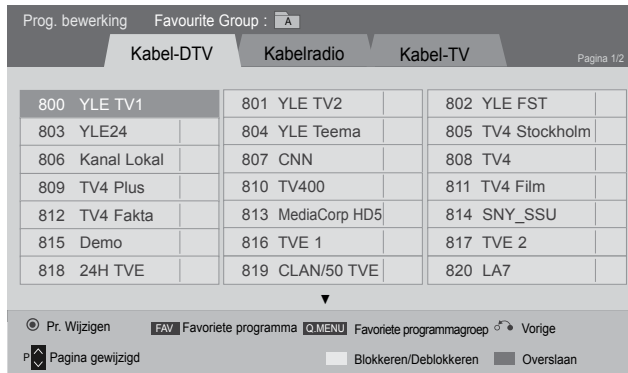 Prog. bewerking Favourite Group : A
Kabel-DTV Kabelradio Kabel-TV Pagina 1/2
800 YLE TV1 801 YLE TV2 802 YLE FST
803 YLE24 804 YLE Teema 805 TV4 Stockholm
806 Kanal Lokal 807 CNN 808 TV4
809 TV4 Plus 810 TV400 811 TV4 Film
812 TV4 Fakta 813 MediaCorp HD5 814 SNY_SSU
815 Demo 816 TVE 1 817 TVE 2
818 24H TVE 819 CLAN/50 TVE 820 LA7
Pr. Wijzigen FAV Favoriete programma Q.MENU Favoriete programmagroep Vorige
P Pagina gewijzigd Blokkeren/Deblokkeren Overslaan